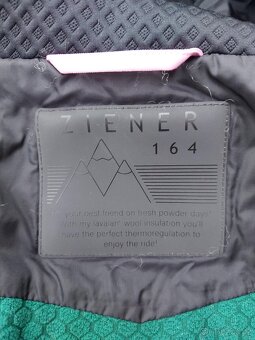 ZIENER
164
your best friend on fresh powder days
with my lavalan wool insulation you'll
have the perfect thermoregulation to
enjoy the ride!